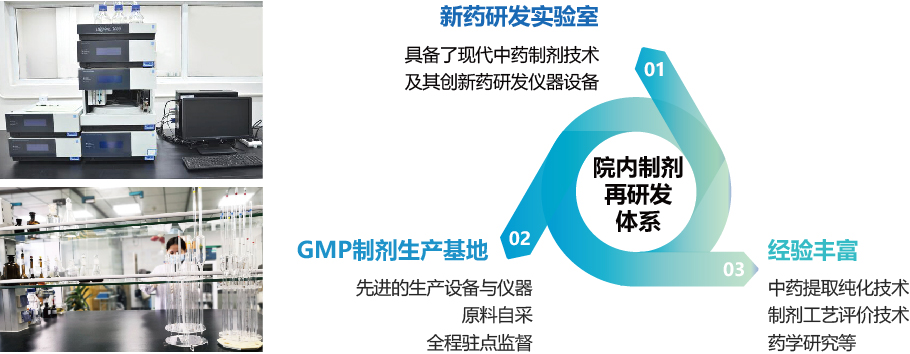 新药研发实验室
具备了现代中药制剂技术
及其创新药研发仪器设备
01
院内制剂
再研发
体系
02
GMP制剂生产基地
先进的生产设备与仪器
原料自采
全程驻点监督
03
经验丰富
中药提取纯化技术
制剂工艺评价技术
药学研究等